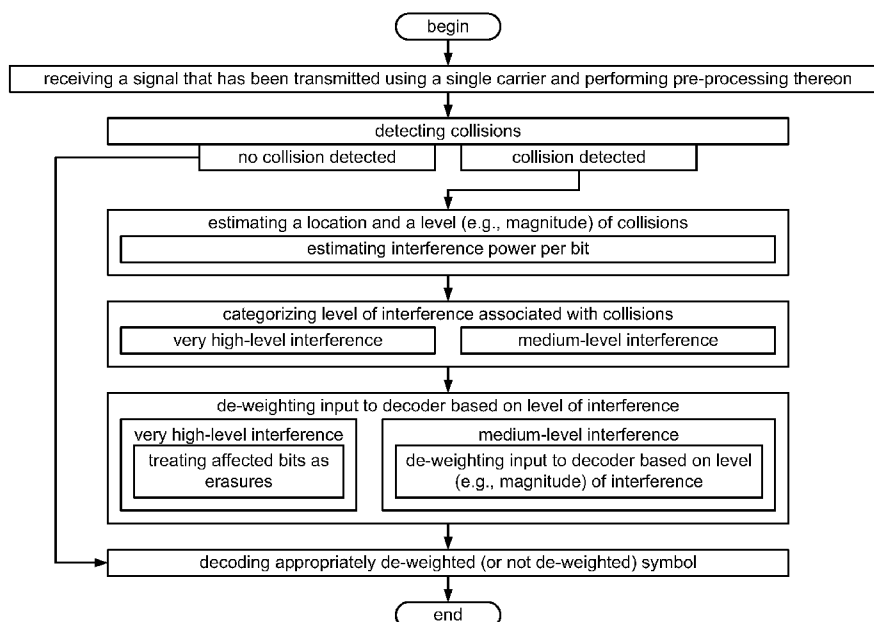 begin
receiving a signal that has been transmitted using a single carrier and performing pre-processing thereon
detecting collisions
no collision detected
collision detected
estimating a location and a level (e.g., magnitude) of collisions
estimating interference power per bit
categorizing level of interference associated with collisions
very high-level interference
medium-level interference
de-weighting input to decoder based on level of interference
very high-level interference
treating affected bits as
erasures
medium-level interference
de-weighting input to decoder based on level
(e.g., magnitude) of interference
decoding appropriately de-weighted (or not de-weighted) symbol
end